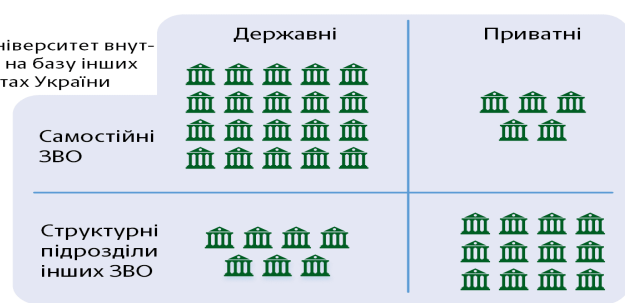 ніверситет внут-
на базу інших
тах України
Державні
Приватні
Самостійні
ЗВО
Структурні
підрозділи
інших ЗВО